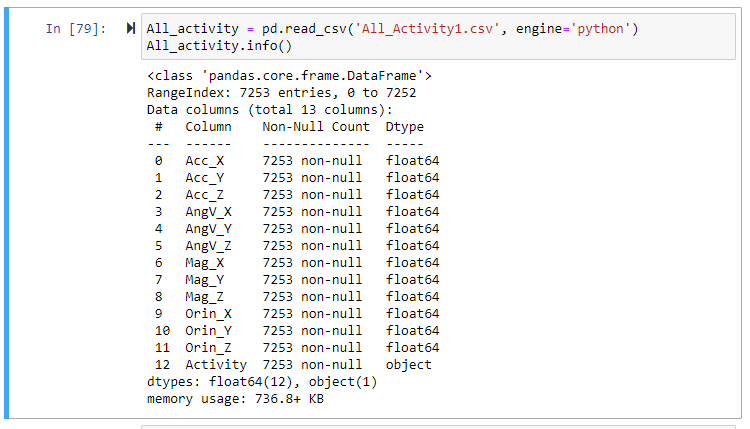 In [79]: All_activity = pd.read_csv('All_Activity1.csv', engine='python')
All_activity.info()
<class 'pandas.core.frame.DataFrame'>
RangeIndex: 7253 entries, 0 to 7252
Data columns (total 13 columns):
 #   Column    Non-Null Count  Dtype
---  ------    --------------  -----
 0   Acc_X     7253 non-null   float64
 1   Acc_Y     7253 non-null   float64
 2   Acc_Z     7253 non-null   float64
 3   AngV_X    7253 non-null   float64
 4   AngV_Y    7253 non-null   float64
 5   AngV_Z    7253 non-null   float64
 6   Mag_X     7253 non-null   float64
 7   Mag_Y     7253 non-null   float64
 8   Mag_Z     7253 non-null   float64
 9   Orin_X    7253 non-null   float64
 10  Orin_Y    7253 non-null   float64
 11  Orin_Z    7253 non-null   float64
 12  Activity  7253 non-null   object
dtypes: float64(12), object(1)
memory usage: 736.8+ KB